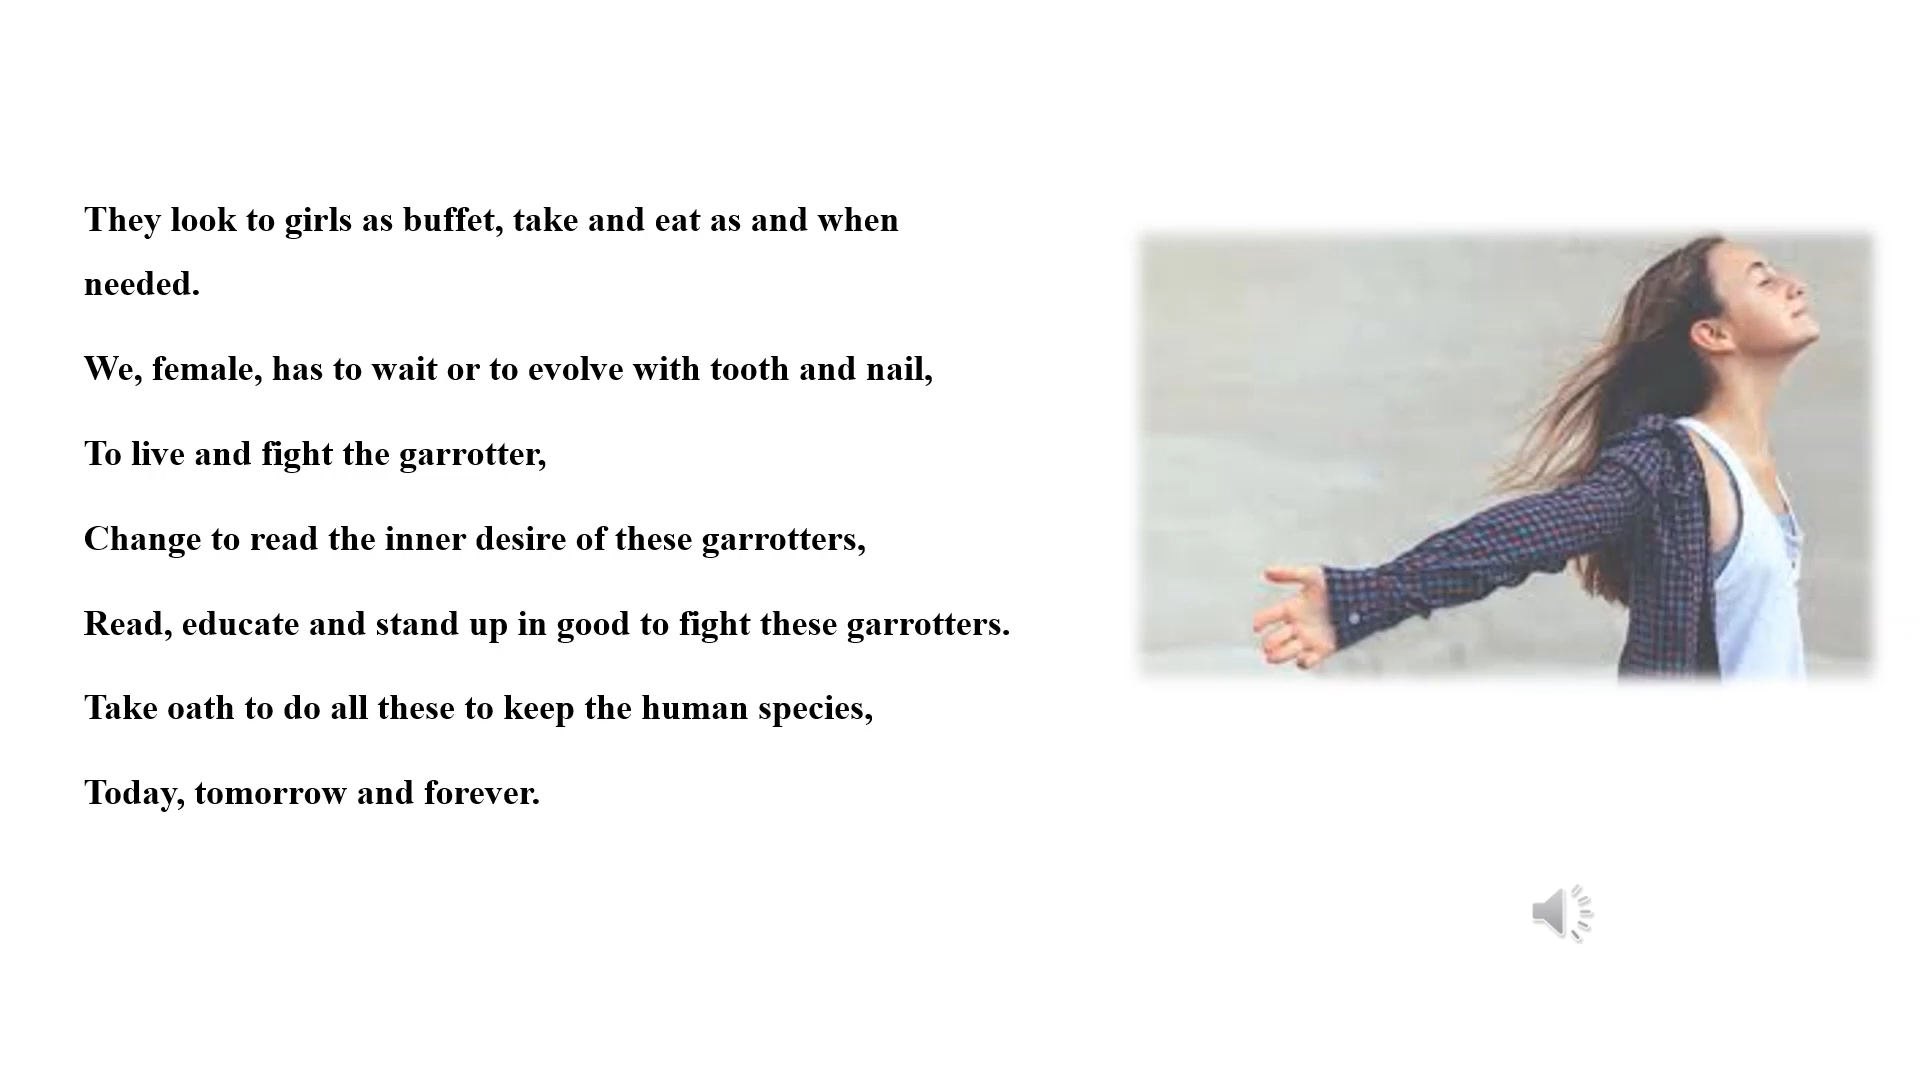 They look to girls as buffet, take and eat as and when
needed.
We, female, has to wait or to evolve with tooth and nail,
To live and fight the garrotter,
Change to read the inner desire of these garrotters,
Read, educate and stand up in good to fight these garrotters.
Take oath to do all these to keep the human species,
Today, tomorrow and forever.